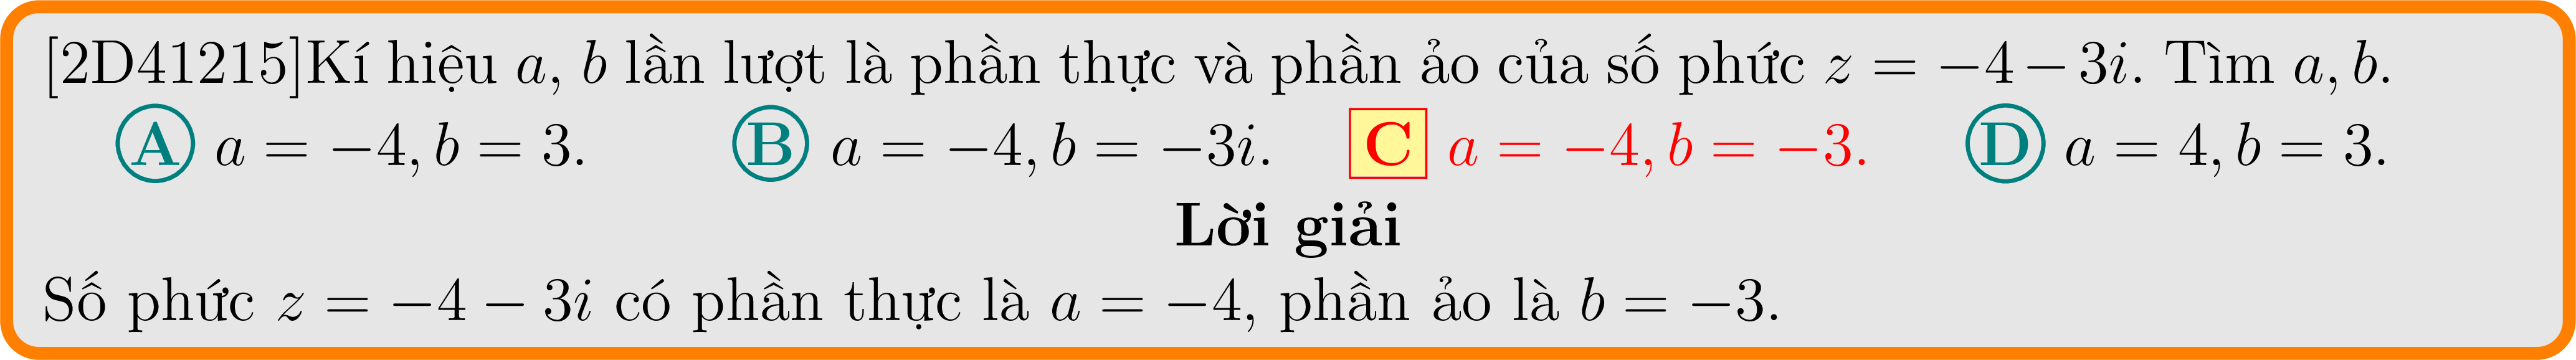 [2D41215]Kí hiệu a, b lần lượt là phần thực và phần ảo của số phức z = −4 − 3i. Tìm a, b.
A a = −4, b = 3. B a = −4, b = −3i. C a = −4, b = −3. D a = 4, b = 3.
Lời giải
Số phức z = −4 − 3i có phần thực là a = −4, phần ảo là b = −3.